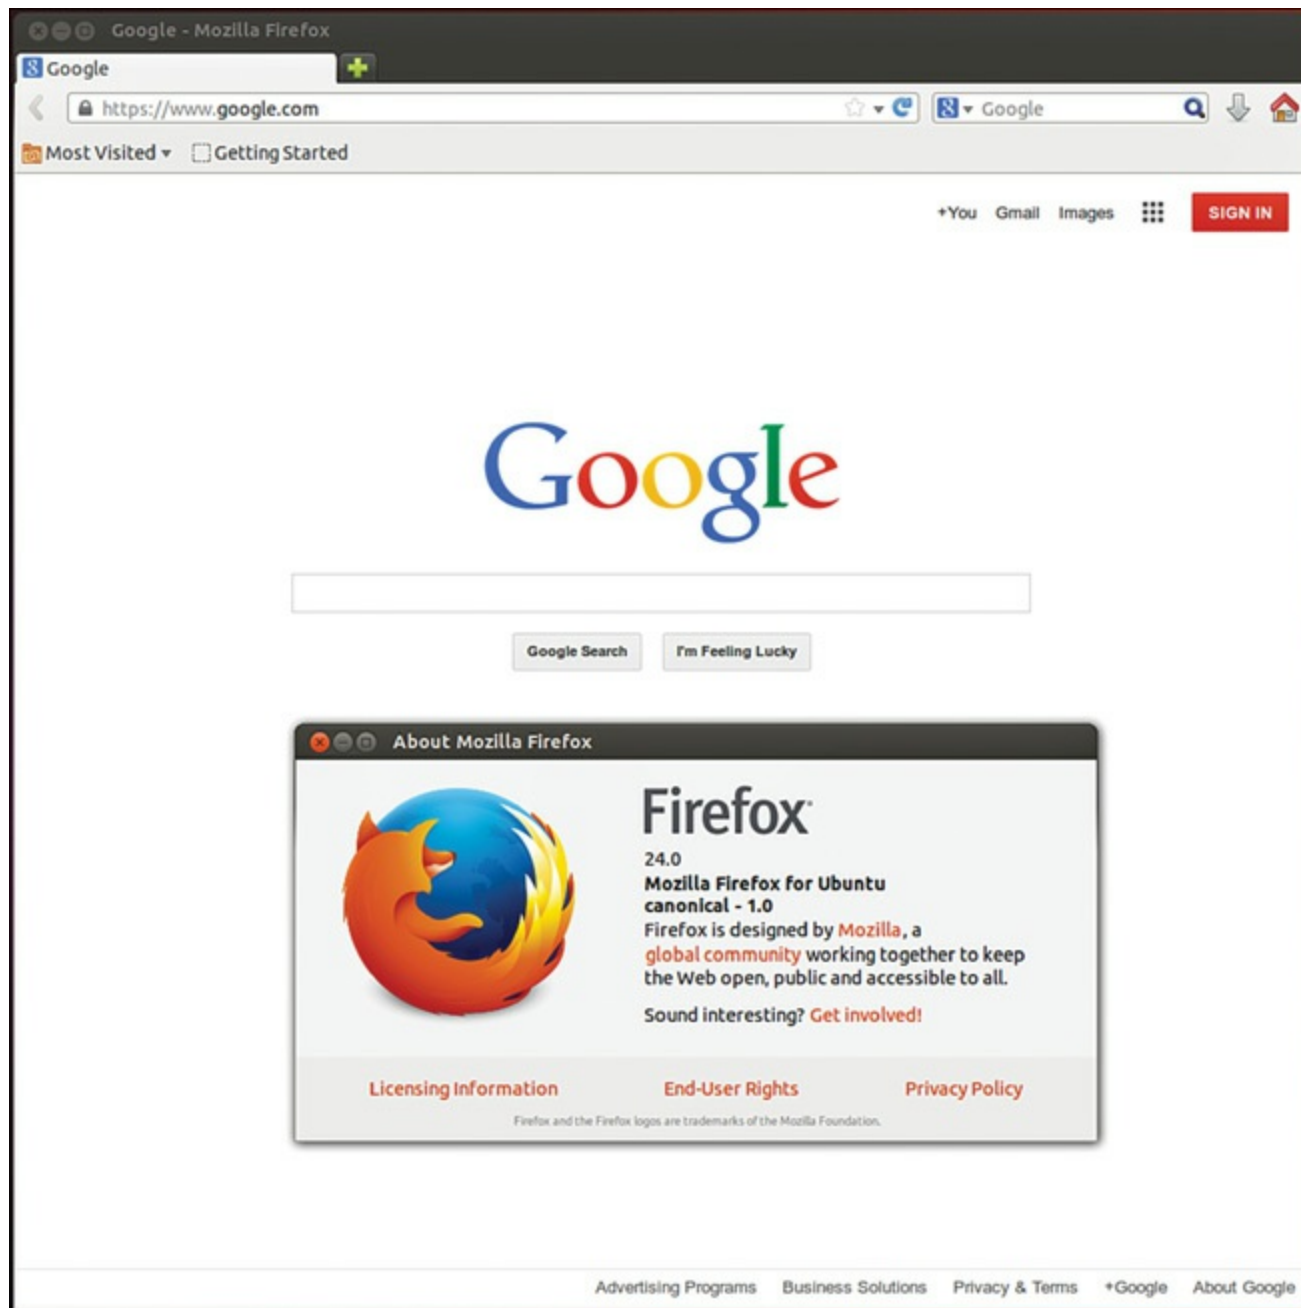 Google - Mozilla Firefox
Google
https://www.google.com
Google
Most Visited
Getting Started
+You Gmail Images SIGN IN
Google
Google Search I'm Feeling Lucky
About Mozilla Firefox
Firefox
24.0
Mozilla Firefox for Ubuntu
canonical - 1.0
Firefox is designed by Mozilla, a
global community working together to keep
the Web open, public and accessible to all.
Sound interesting? Get involved!
Licensing Information End-User Rights Privacy Policy
Firefox and the Firefox logos are trademarks of the Mozilla Foundation.
Advertising Programs Business Solutions Privacy & Terms +Google About Google